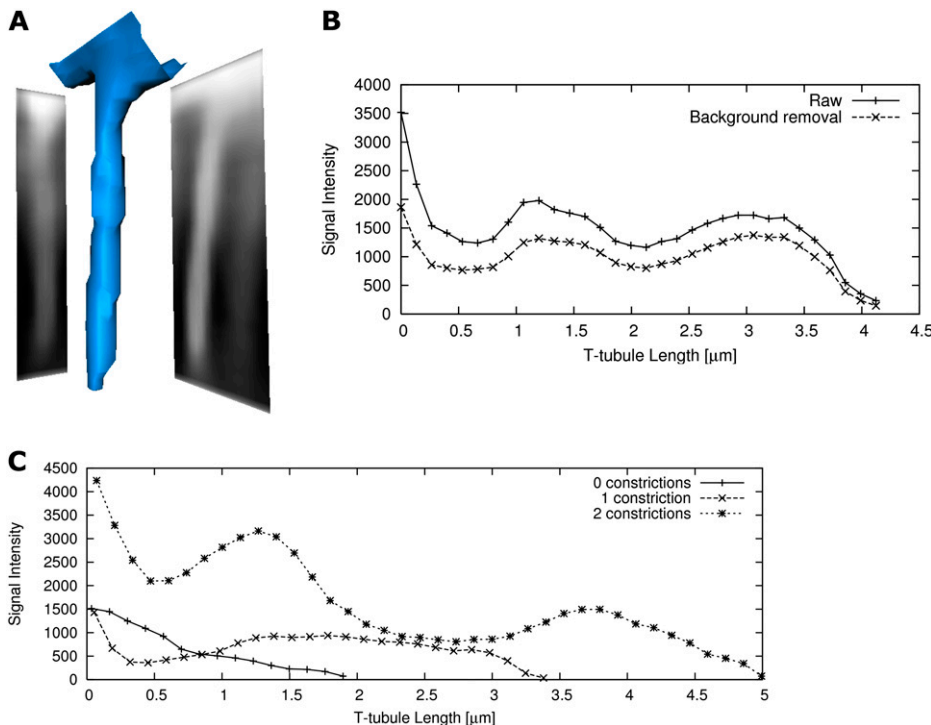 A
B
4000
3500
3000
2500
2000
1500
1000
500
0
Signal Intensity
Raw
Background removal
0 0.5 1 1.5 2 2.5 3 3.5 4 4.5
T-tubule Length [μm]
C
4500
4000
3500
3000
2500
2000
1500
1000
500
0
Signal Intensity
0 constrictions
1 constriction
2 constrictions
0 0.5 1 1.5 2 2.5 3 3.5 4 4.5 5
T-tubule Length [μm]